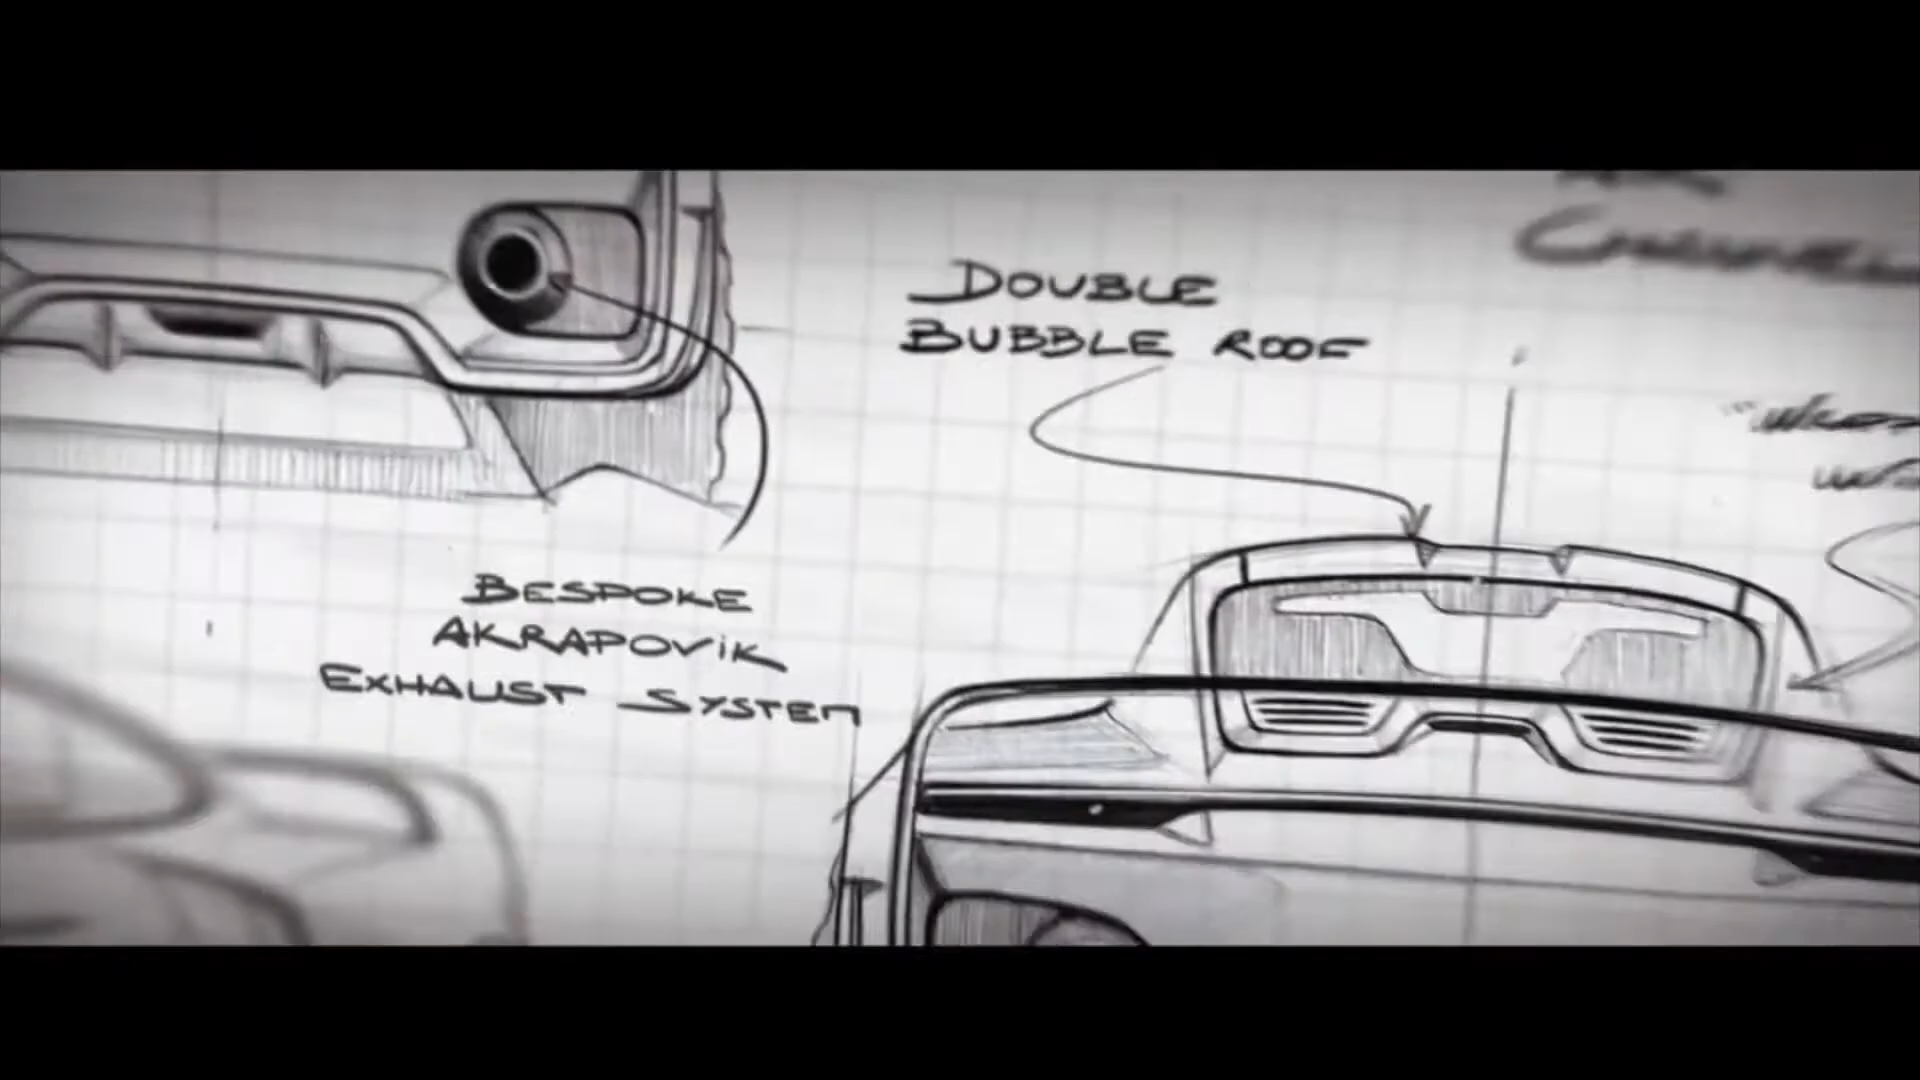 DOUBLE
BUBBLE ROOF
BESPOKE
AKRAPOVIK
EXHAUST SYSTEM